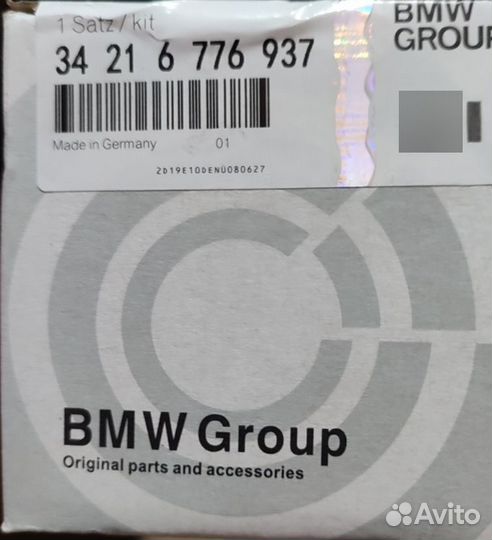 1 Satz/kit
34 21 6 776 937
Made in Germany 01
2D19E10DENU080627
BMW
GROUP
BMW Group
Original parts and accessories
Avito